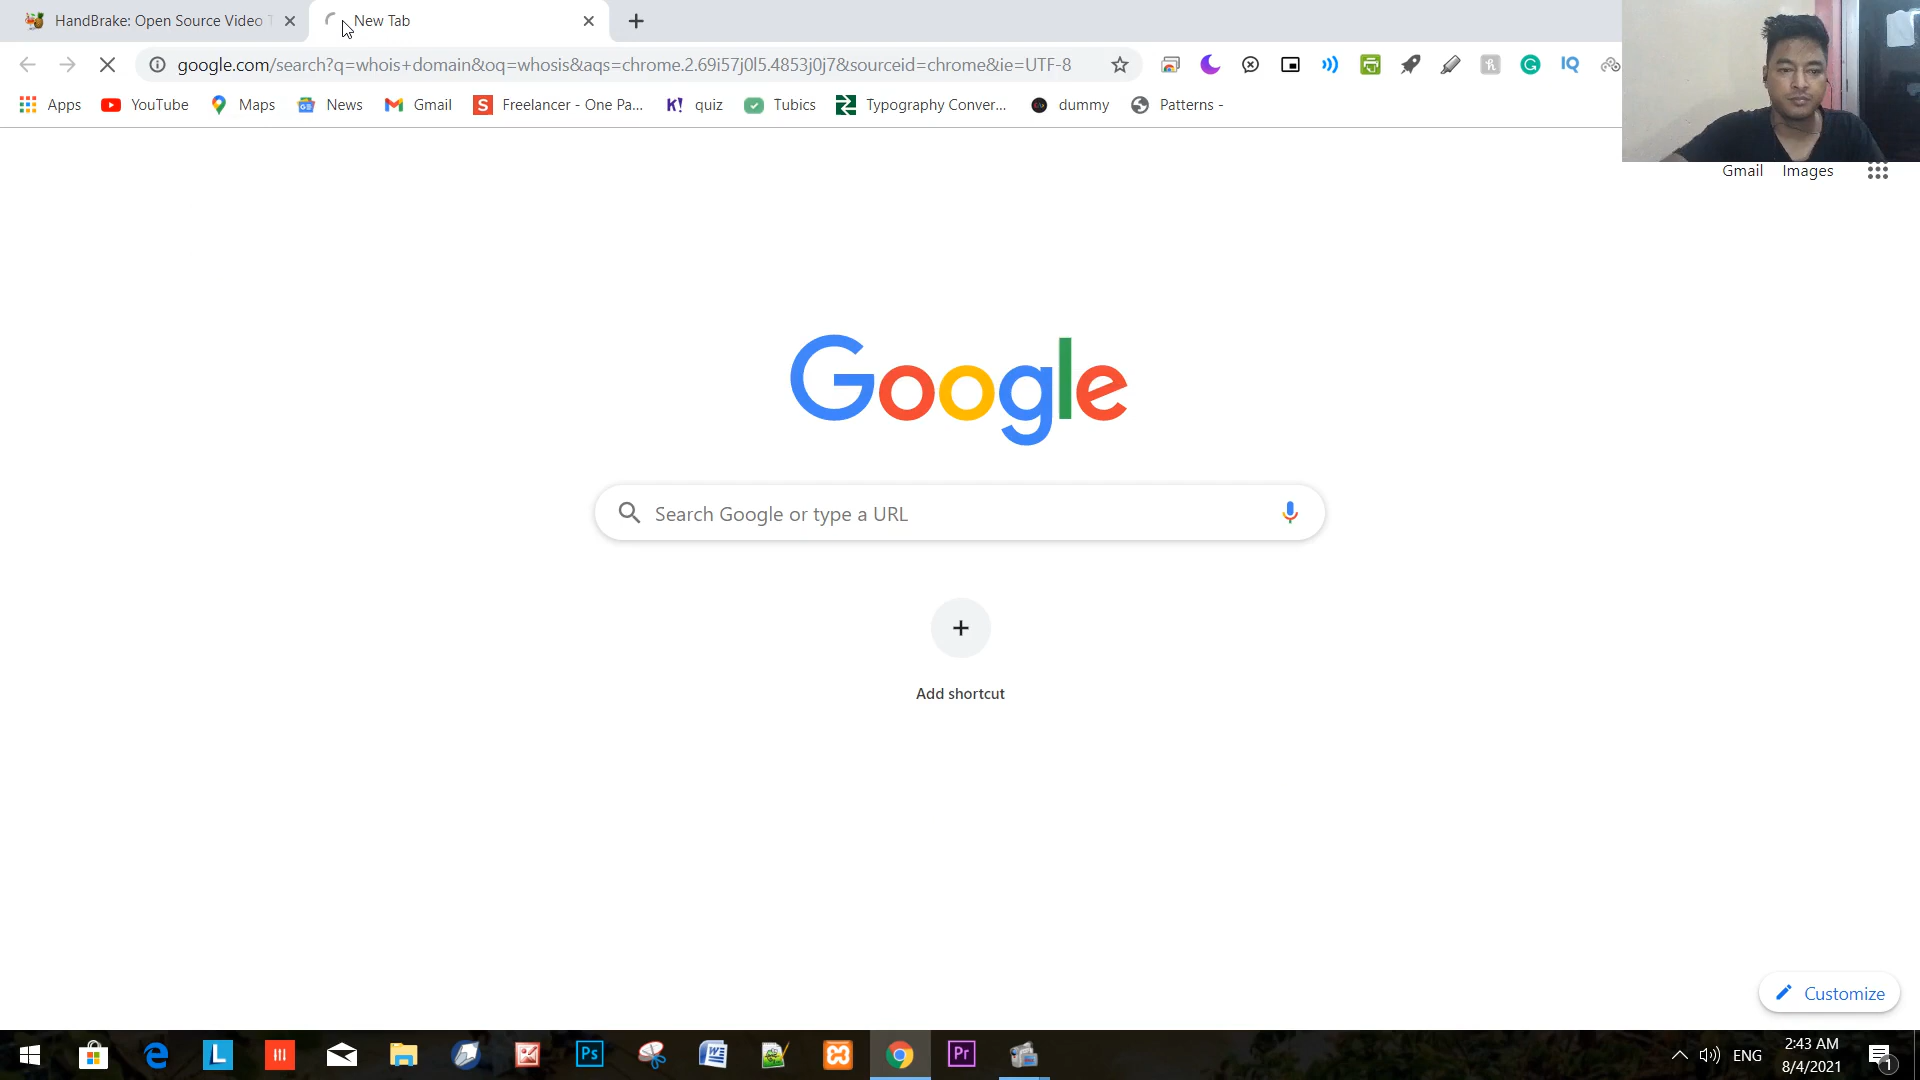 HandBrake: Open Source Video T
New Tab
google.com/search?q=whois+domain&oq=whosis&aqs=chrome.2.69i57j0l5.4853j0j7&sourceid=chrome&ie=UTF-8
Apps YouTube Maps News Gmail Freelancer - One Pa... quiz Tubics Typography Conver... dummy Patterns -
Gmail Images
Google
Search Google or type a URL
Add shortcut
Customize
2:43 AM
ENG
8/4/2021
1